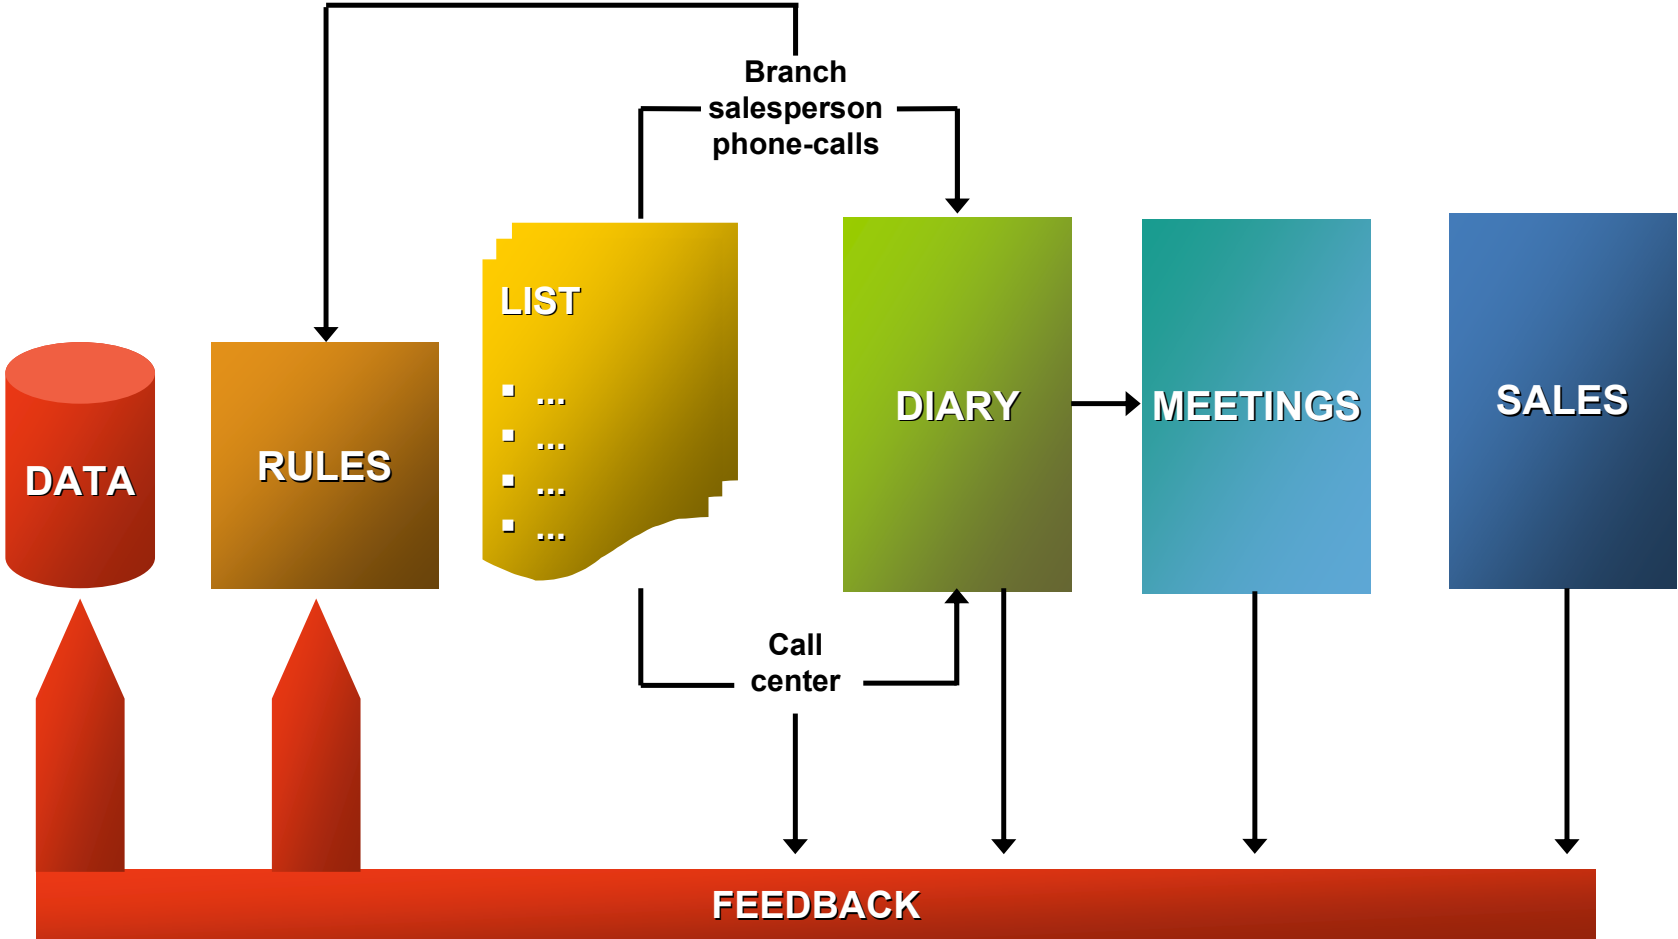 Branch
salesperson
phone-calls
LIST
▪ ...
▪ ...
▪ ...
▪ ...
DATA
RULES
DIARY
MEETINGS
SALES
Call
center
FEEDBACK